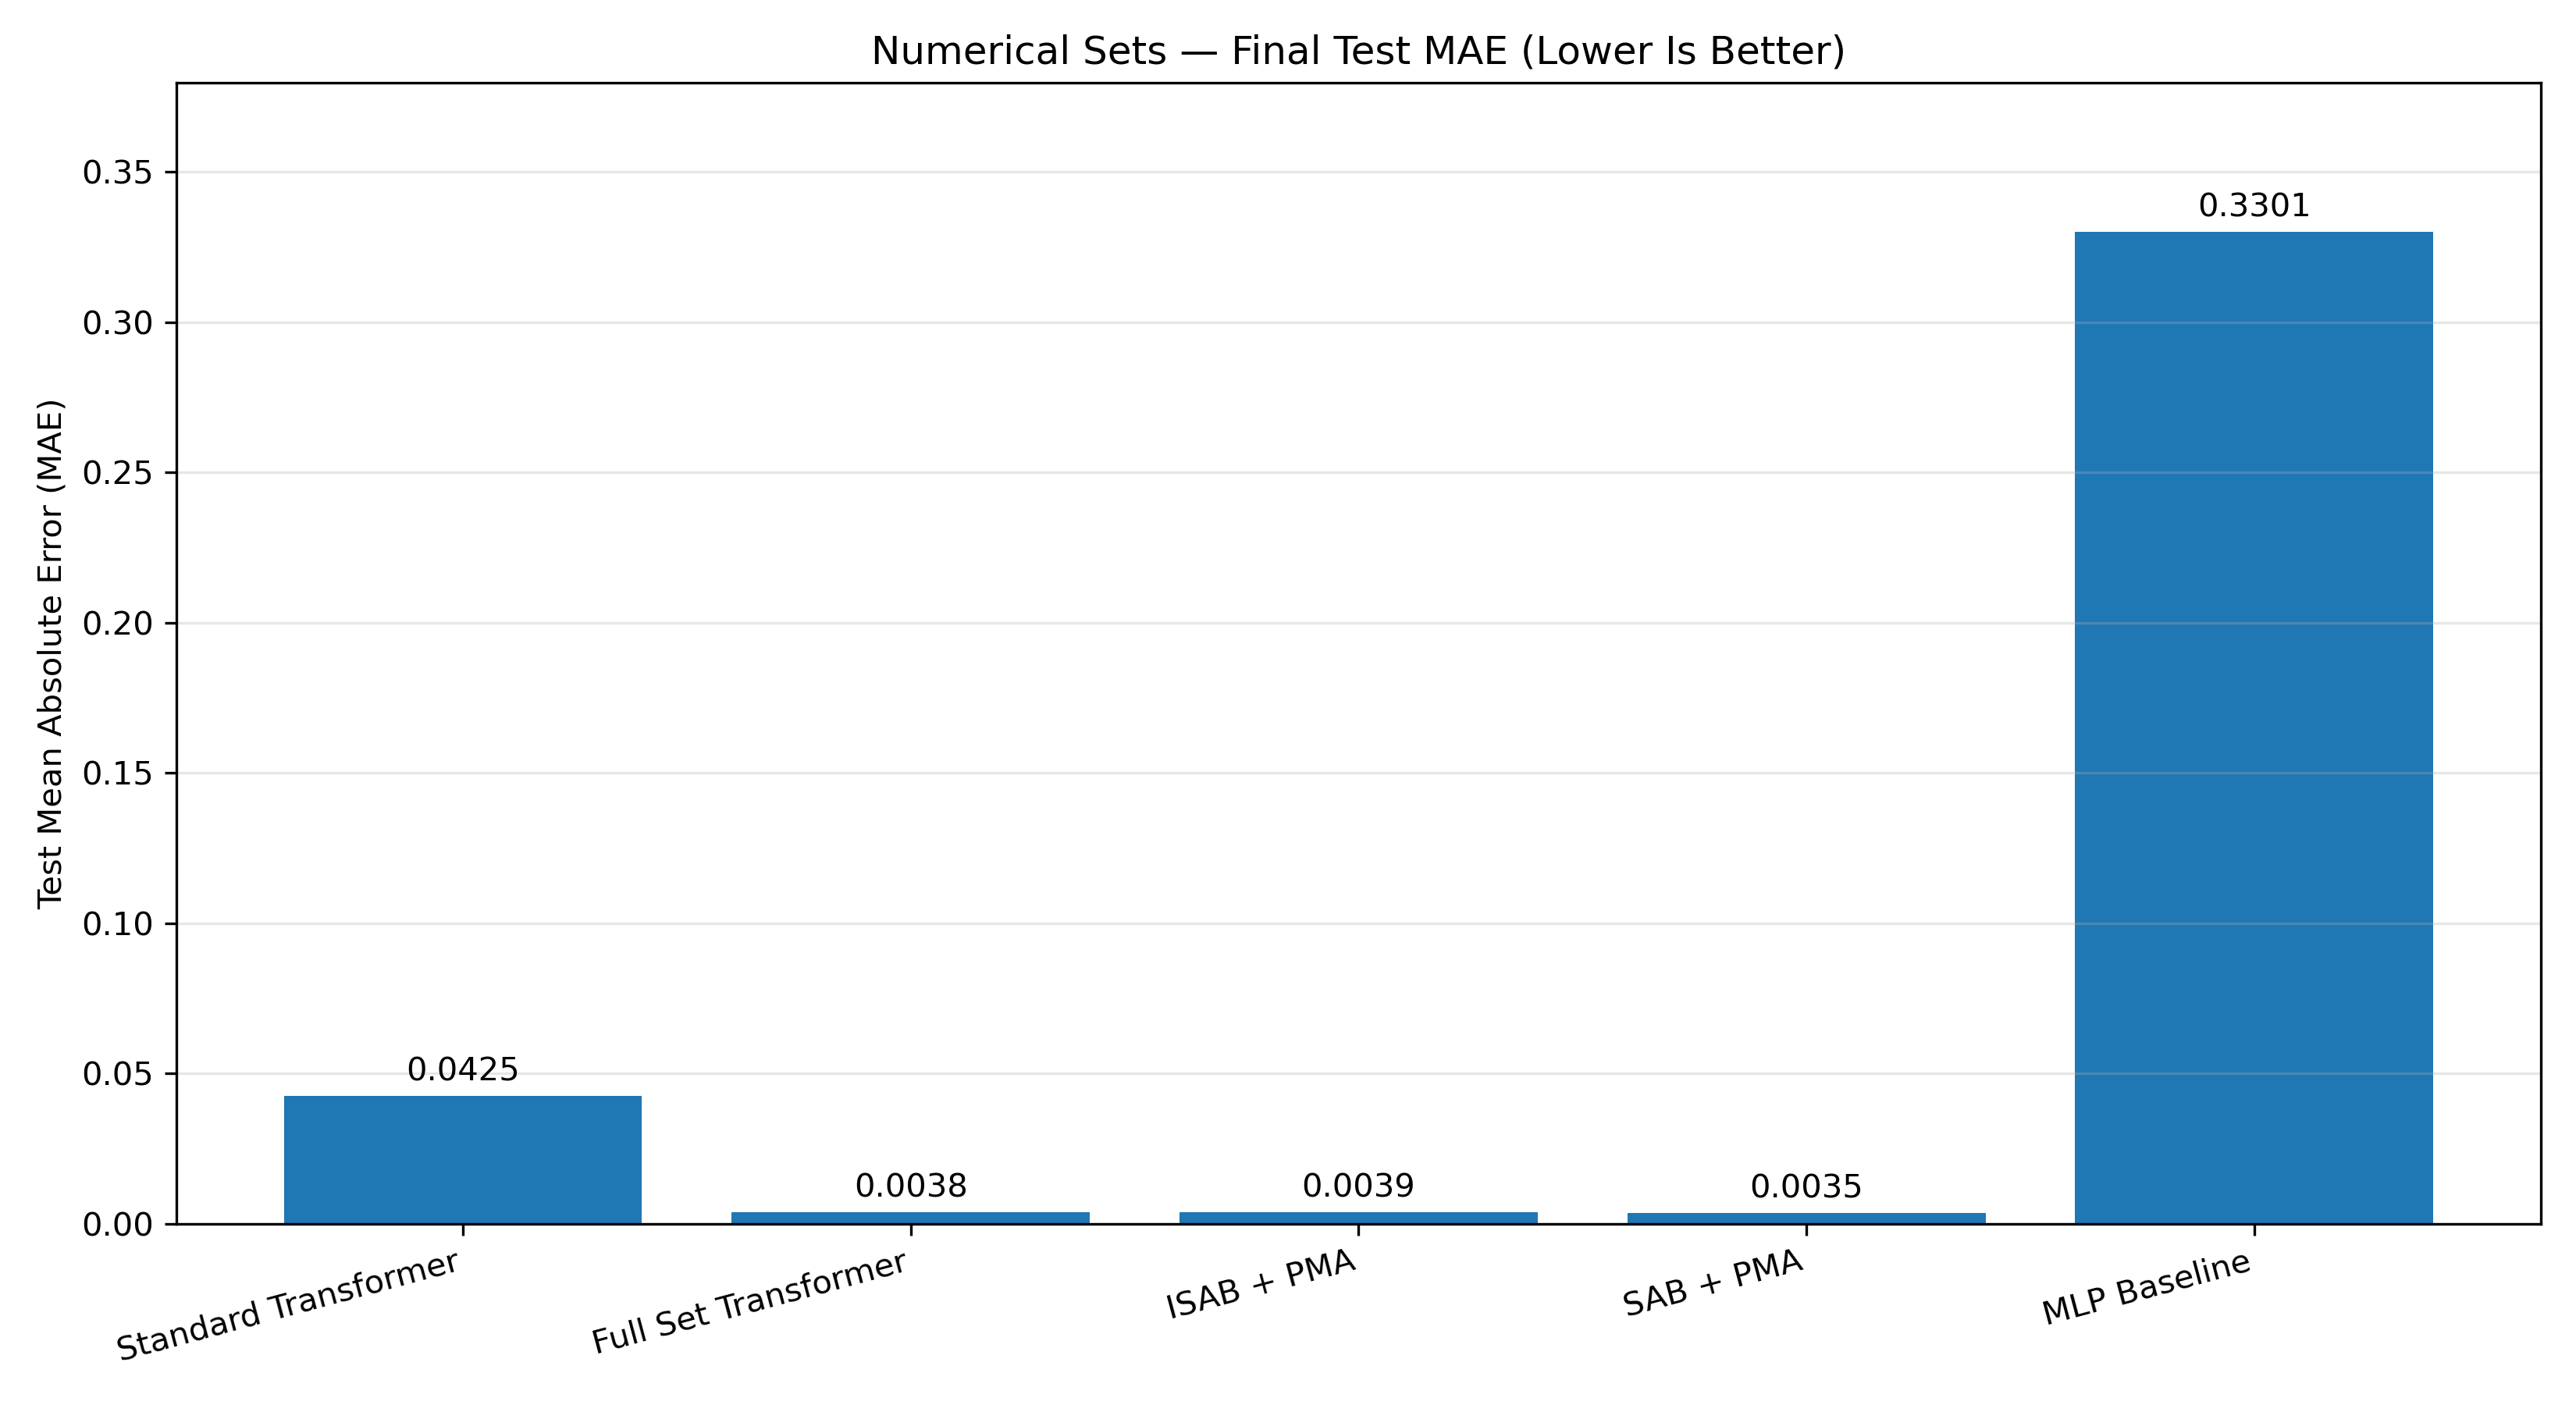 Numerical Sets — Final Test MAE (Lower Is Better)
Test Mean Absolute Error (MAE)
0.35
0.30
0.25
0.20
0.15
0.10
0.05
0.00
0.0425
0.0038
0.0039
0.0035
0.3301
Standard Transformer
Full Set Transformer
ISAB + PMA
SAB + PMA
MLP Baseline